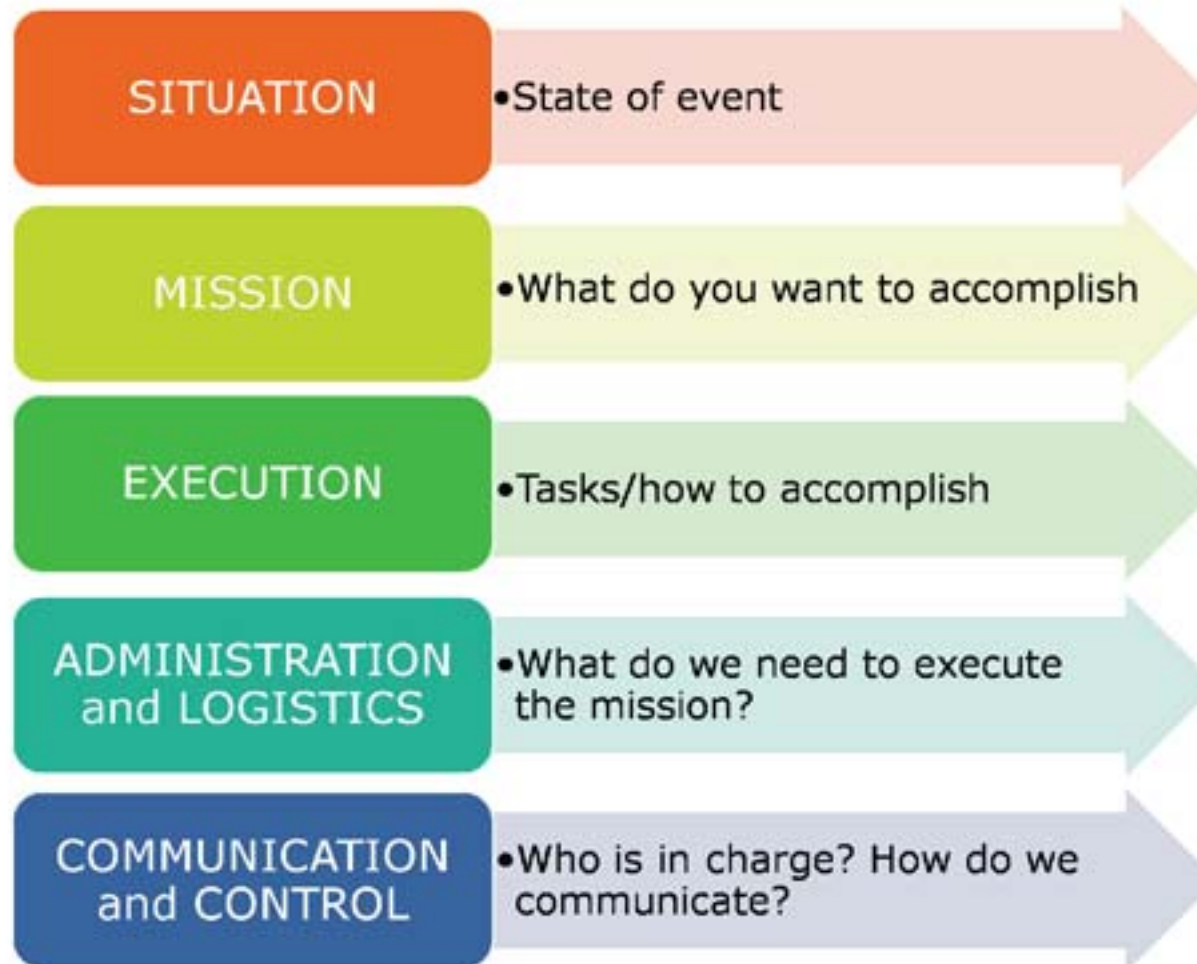 SITUATION
•State of event
MISSION
•What do you want to accomplish
EXECUTION
•Tasks/how to accomplish
ADMINISTRATION
and LOGISTICS
•What do we need to execute
the mission?
COMMUNICATION
and CONTROL
•Who is in charge? How do we
communicate?